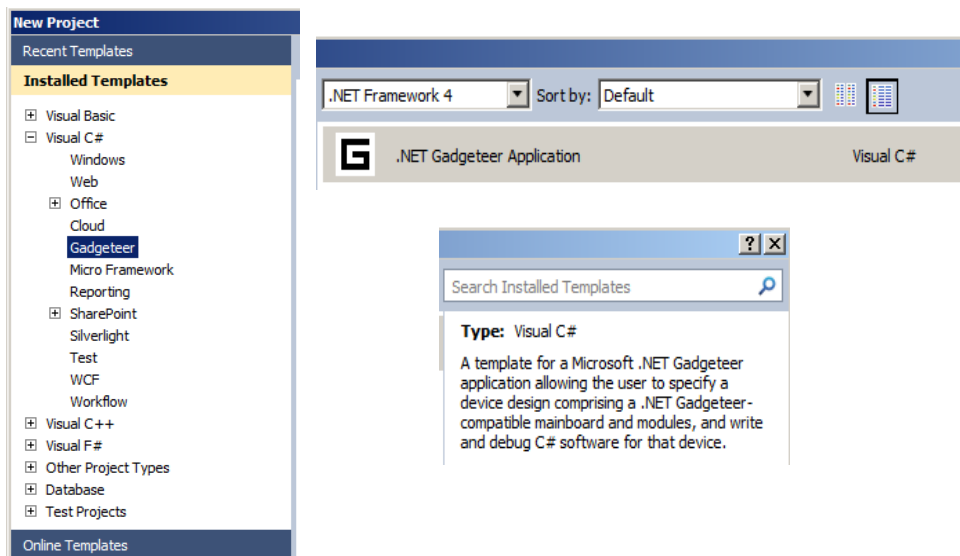 New Project
Recent Templates
Installed Templates
Visual Basic
Visual C#
Windows
Web
Office
Cloud
Gadgeteer
Micro Framework
Reporting
SharePoint
Silverlight
Test
WCF
Workflow
Visual C++
Visual F#
Other Project Types
Database
Test Projects
Online Templates
.NET Framework 4 Sort by: Default
G .NET Gadgeteer Application Visual C#
?
Search Installed Templates
Type: Visual C#
A template for a Microsoft .NET Gadgeteer
application allowing the user to specify a
device design comprising a .NET Gadgeteer-
compatible mainboard and modules, and write
and debug C# software for that device.